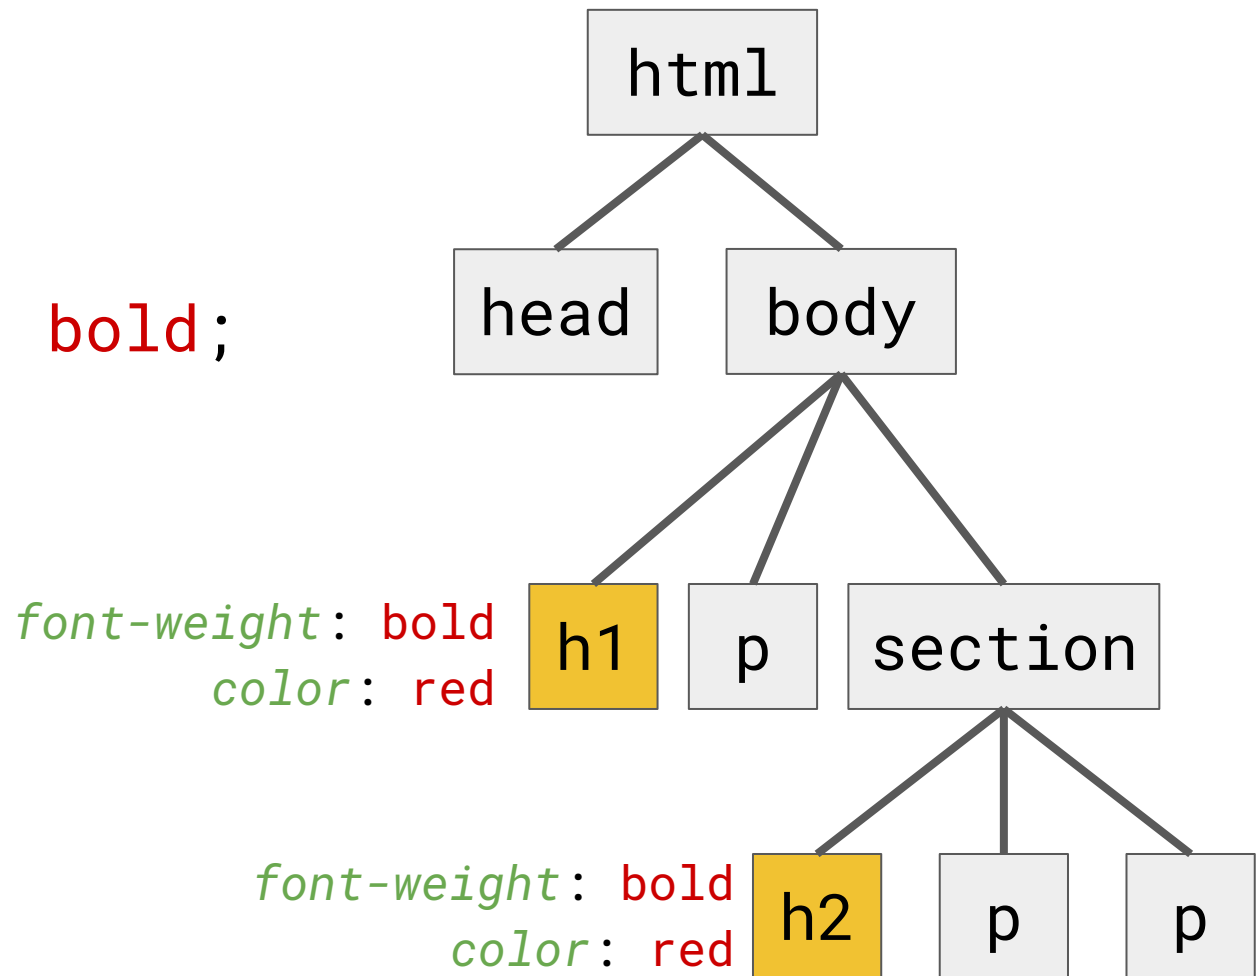 html
head body
bold;
font-weight: bold
color: red
h1 p section
font-weight: bold
color: red
h2 p p